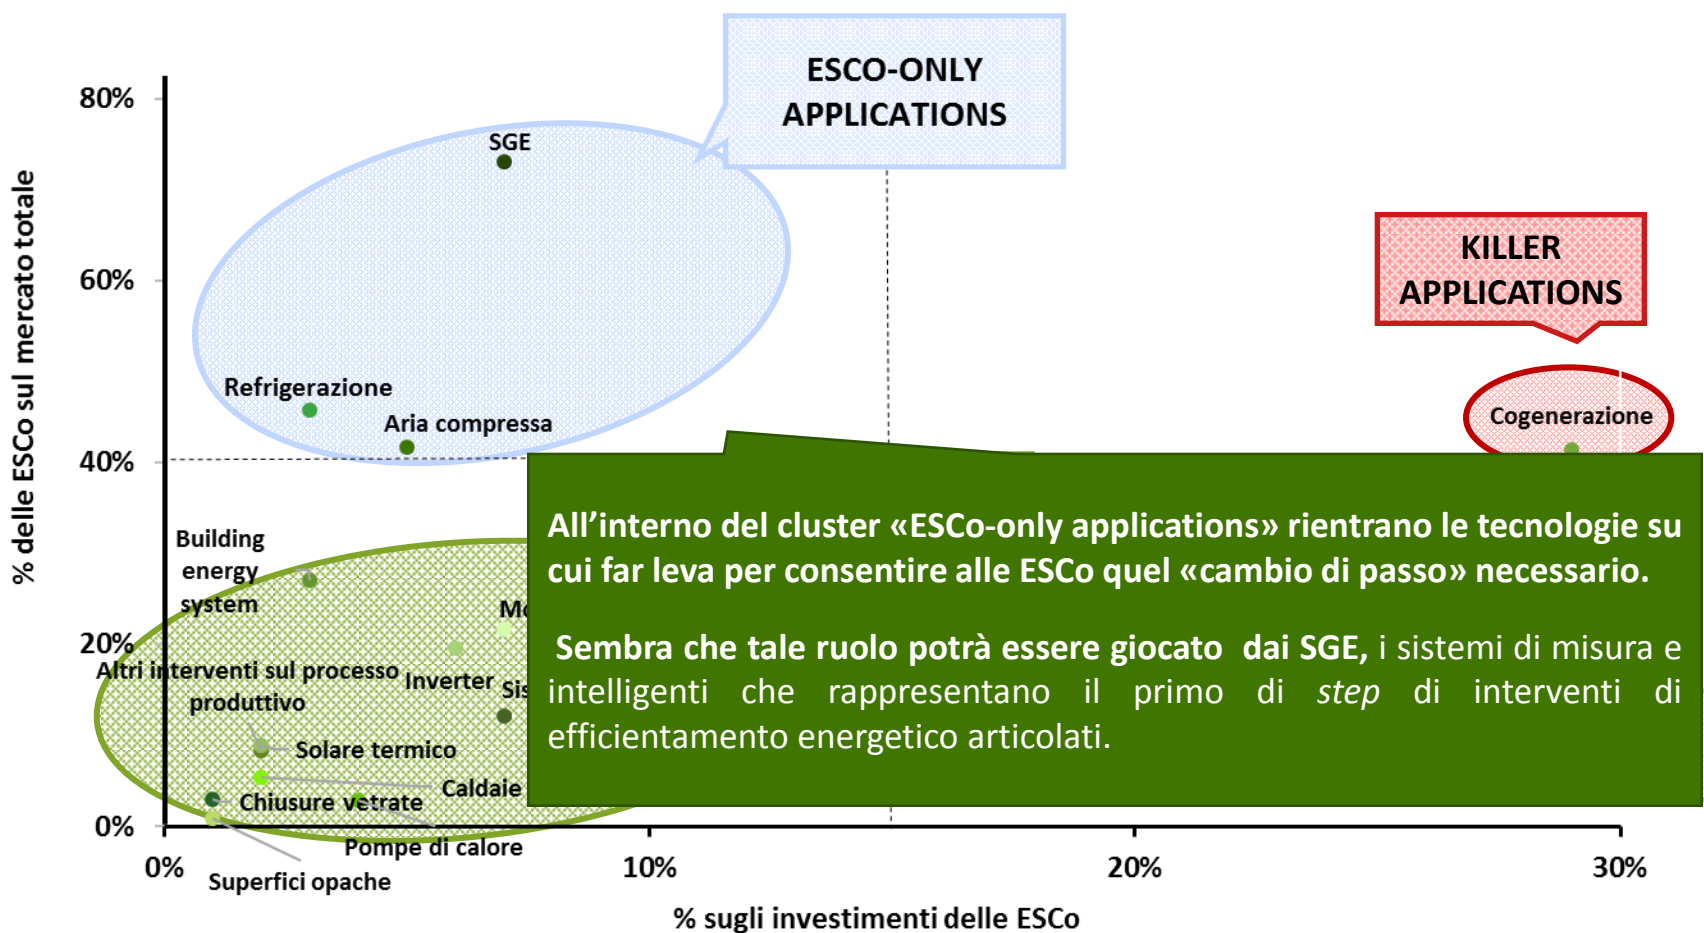 ESCO-ONLY
APPLICATIONS
80%
SGE
% delle ESCo sul mercato totale
KILLER
APPLICATIONS
60%
Refrigerazione
Aria compressa
Cogenerazione
40%
All’interno del cluster «ESCo-only applications» rientrano le tecnologie su
cui far leva per consentire alle ESCo quel «cambio di passo» necessario.
Sembra che tale ruolo potrà essere giocato dai SGE, i sistemi di misura e
intelligenti che rappresentano il primo di step di interventi di
efficientamento energetico articolati.
Building
energy
system
20%
Altri interventi sul processo
produttivo
Inverter
Solare termico
Caldaie
Chiusure vetrate
0%
Pompe di calore
Superfici opache
0%
10%
20%
30%
% sugli investimenti delle ESCo